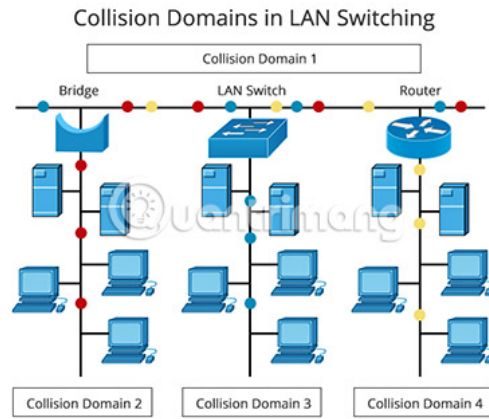 Collision Domains in LAN Switching
Collision Domain 1
Bridge
LAN Switch
Router
Quantrimang
Collision Domain 2
Collision Domain 3
Collision Domain 4